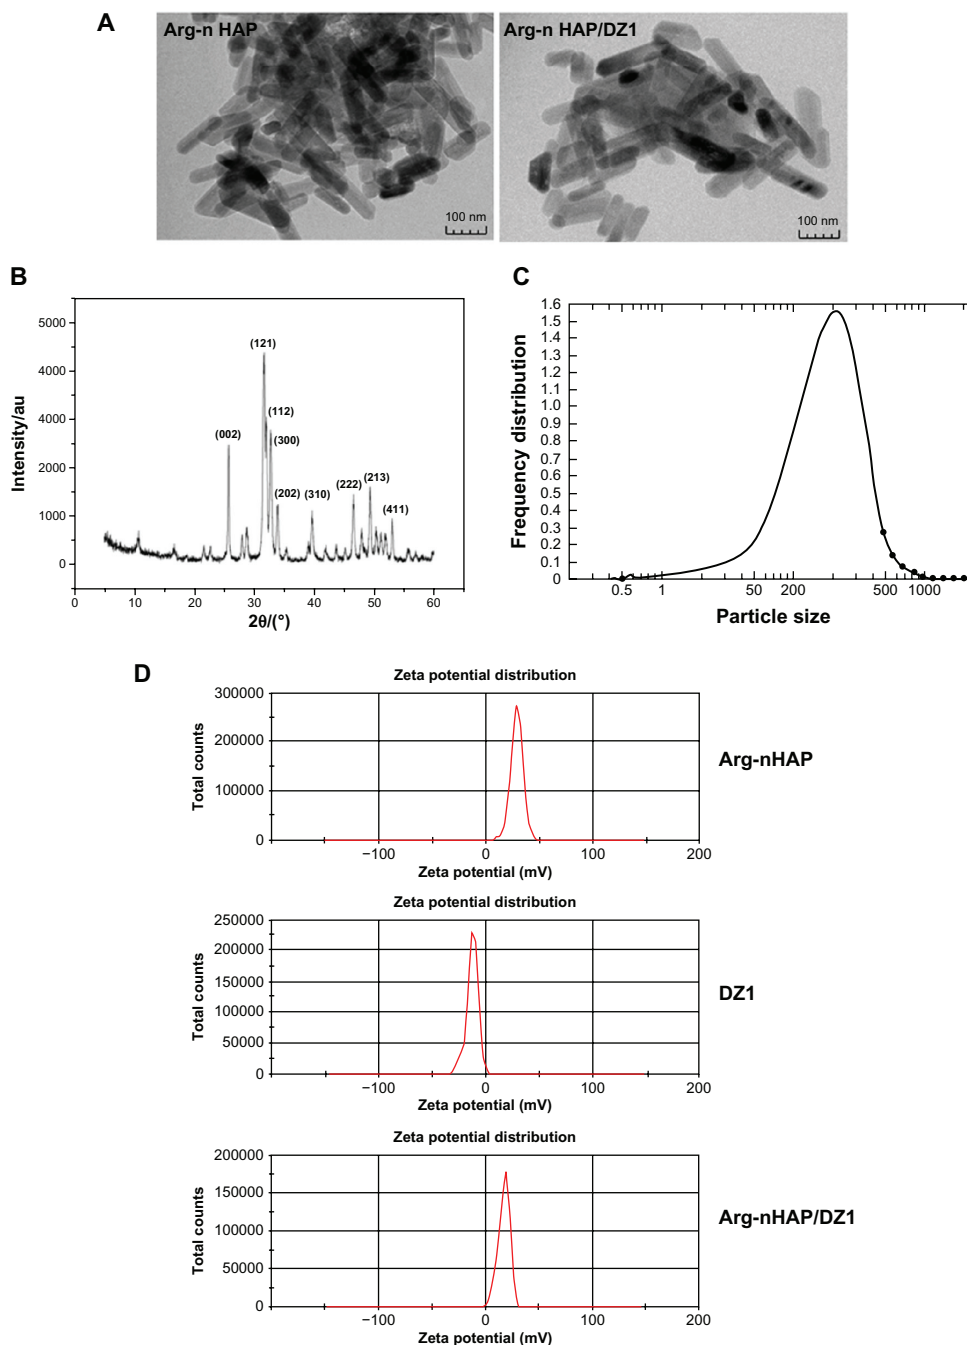 A
Arg-n HAP
100 nm
Arg-n HAP/DZ1
100 nm
B
Intensity/au
5000
4000
4000
2000
1000
0
(002)
(121)
(112)
(300)
(202)
(310)
(222)
(213)
(411)
0 10 20 30 40 50 60
2θ/(°)
C
Frequency distribution
1.6
1.5
1.4
1.3
1.2
1.1
1.0
0.9
0.8
0.7
0.6
0.5
0.4
0.3
0.2
0.1
0
0.5 1 50 200 500 1000
Particle size
D
Zeta potential distribution
Total counts
300000
200000
100000
0
−100 0 100 200
Zeta potential (mV)
Arg-nHAP
Zeta potential distribution
Total counts
250000
200000
150000
100000
50000
0
−100 0 100 200
Zeta potential (mV)
DZ1
Zeta potential distribution
Total counts
200000
150000
100000
50000
0
−100 0 100 200
Zeta potential (mV)
Arg-nHAP/DZ1